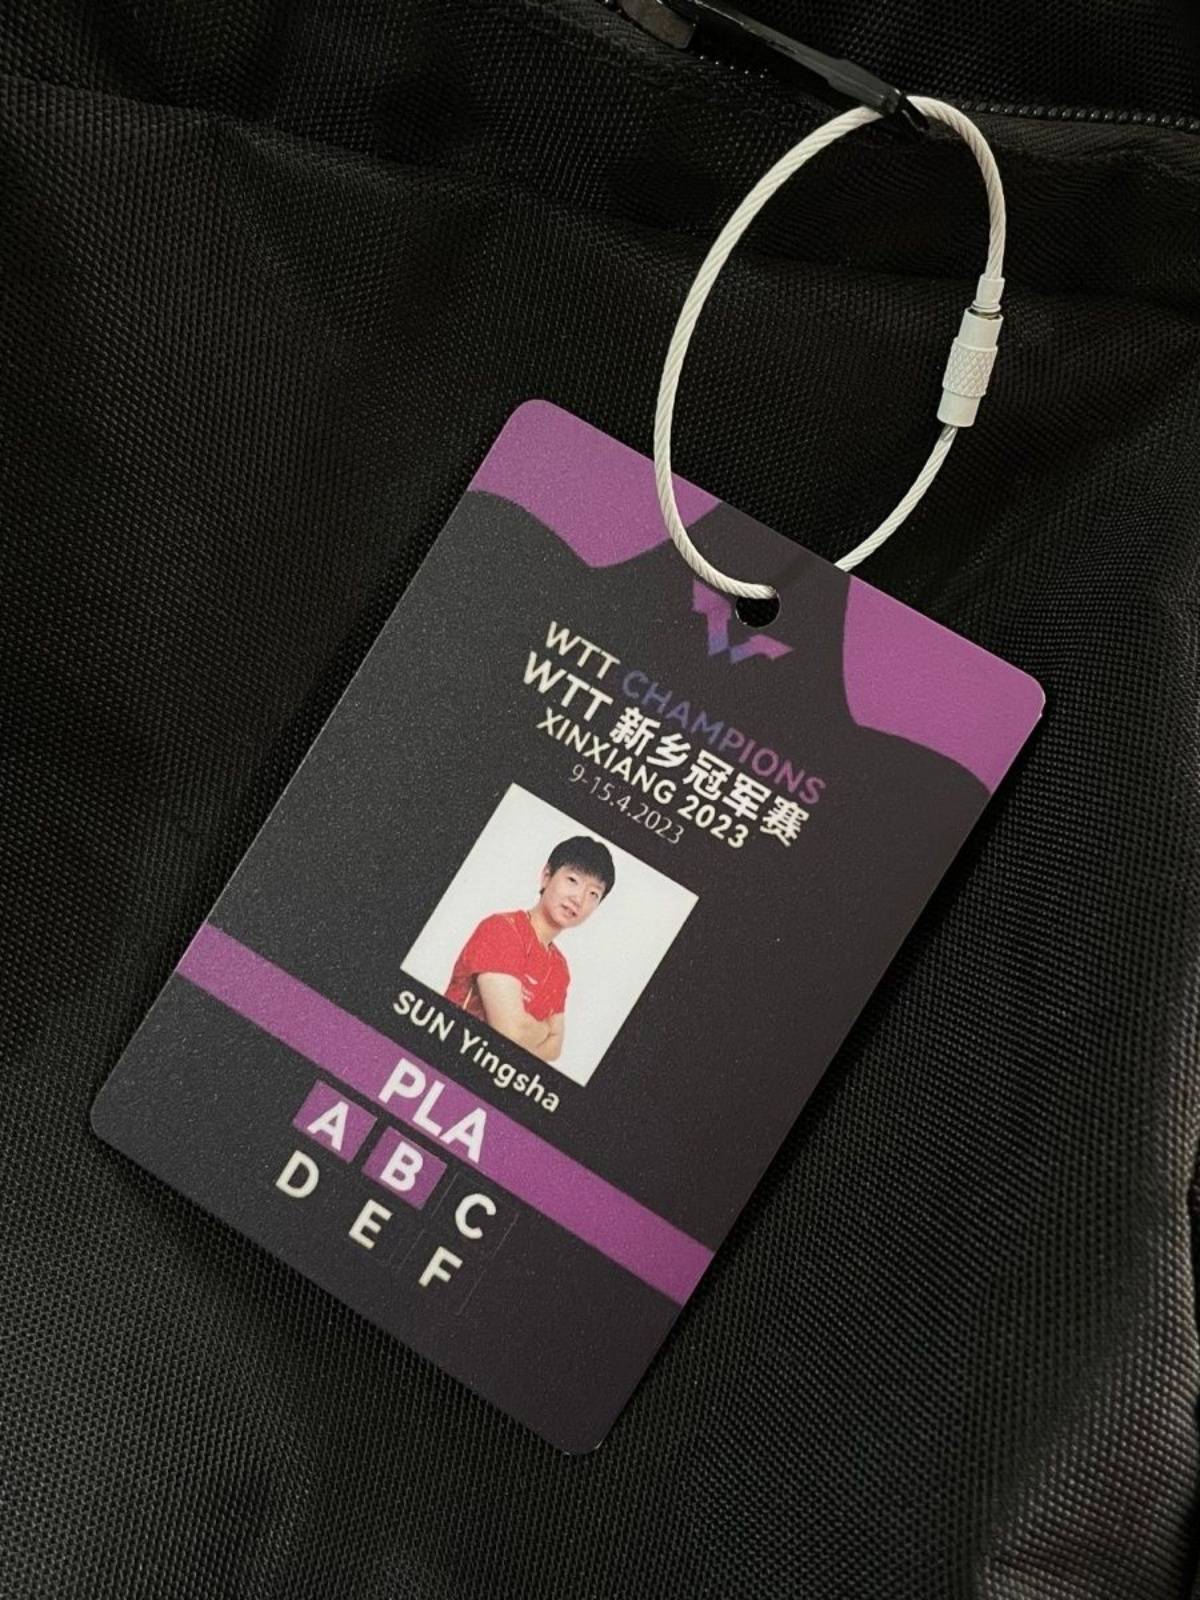 WTT CHAMPIONS
WTT 新乡冠军赛
XINXIANG 2023
9-15.4.2023
SUN Yingsha
PLA
A B C
D E F